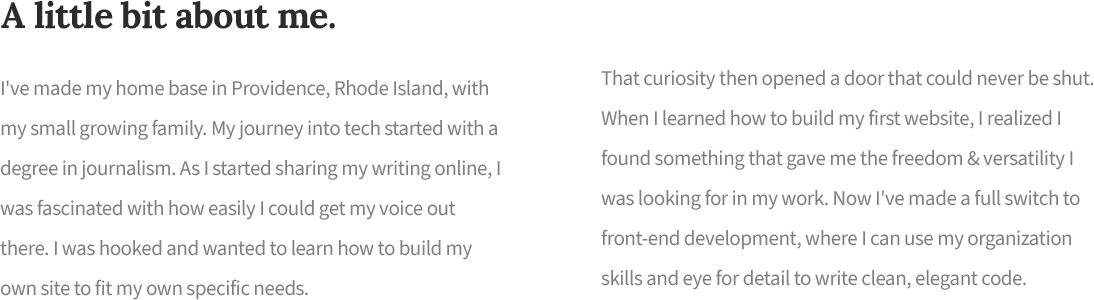 A little bit about me.
I've made my home base in Providence, Rhode Island, with
my small growing family. My journey into tech started with a
degree in journalism. As I started sharing my writing online, I
was fascinated with how easily I could get my voice out
there. I was hooked and wanted to learn how to build my
own site to fit my own specific needs.
That curiosity then opened a door that could never be shut.
When I learned how to build my first website, I realized I
found something that gave me the freedom & versatility I
was looking for in my work. Now I've made a full switch to
front-end development, where I can use my organization
skills and eye for detail to write clean, elegant code.